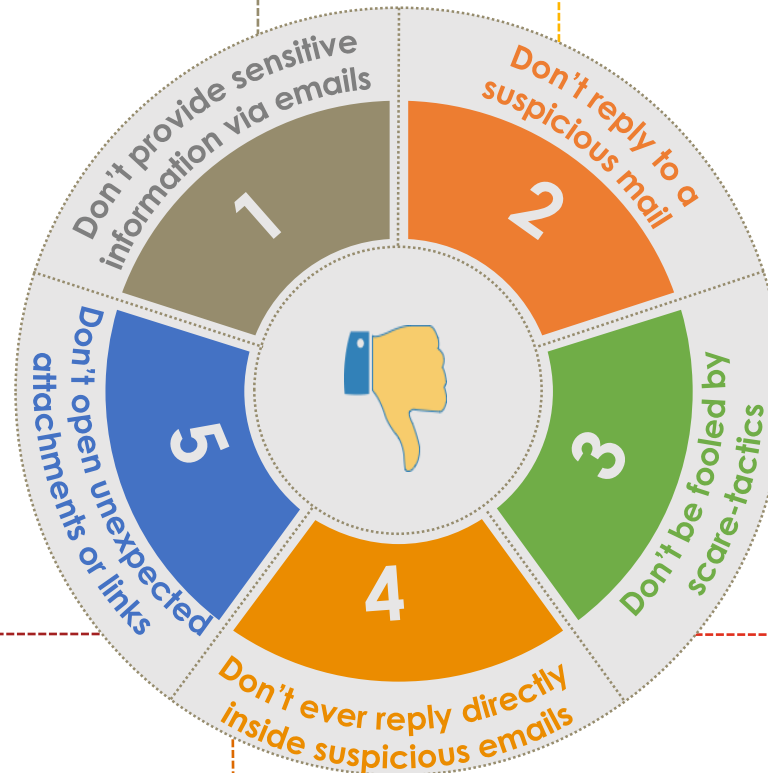 Don't provide sensitive
information via emails
1
Don't reply to a
suspicious mail
2
Don't be fooled by
scare-tactics
3
4
Don't ever reply directly
inside suspicious emails
Don't open unexpected
attachments or links
5